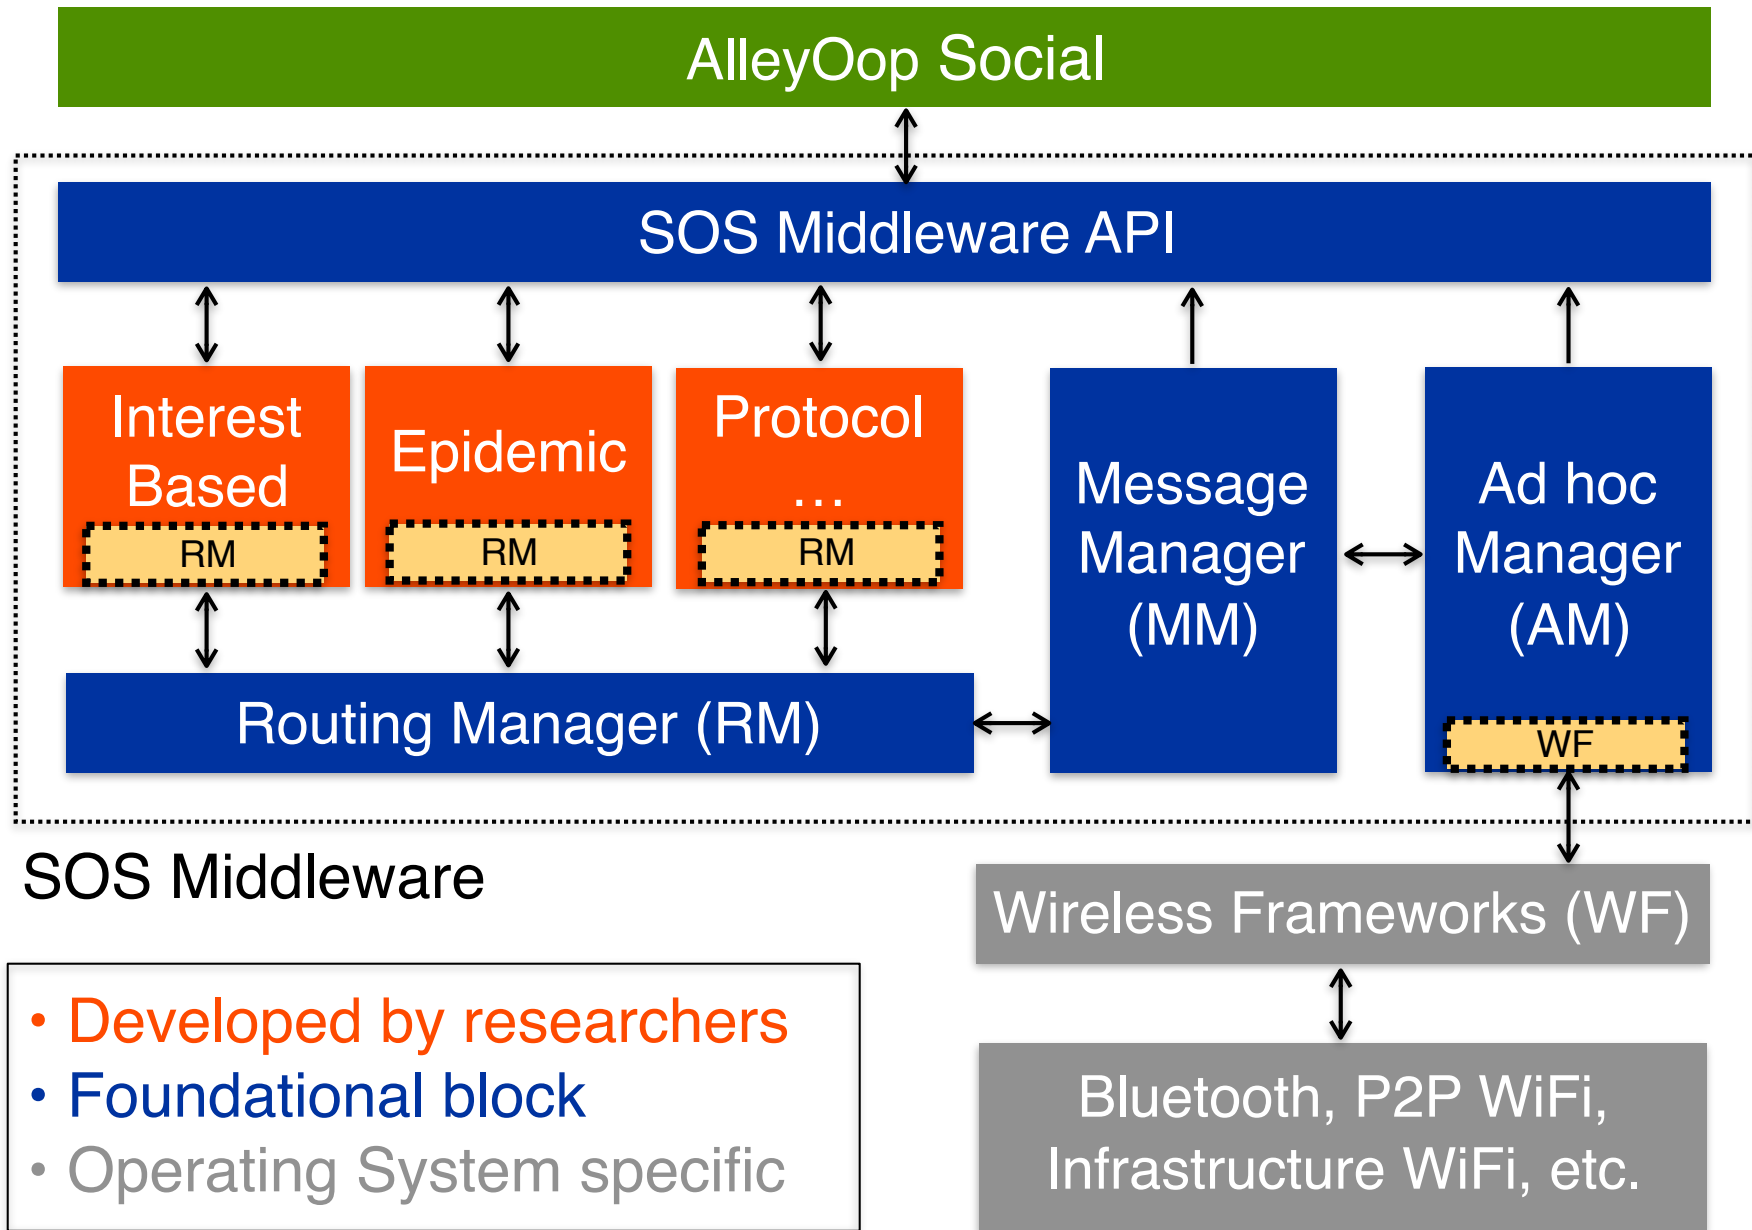 AlleyOop Social
SOS Middleware API
Interest
Based
RM
Epidemic
RM
Protocol
...
RM
Message
Manager
(MM)
Ad hoc
Manager
(AM)
WF
Routing Manager (RM)
SOS Middleware
Wireless Frameworks (WF)
Bluetooth, P2P WiFi,
Infrastructure WiFi, etc.
• Developed by researchers
• Foundational block
• Operating System specific